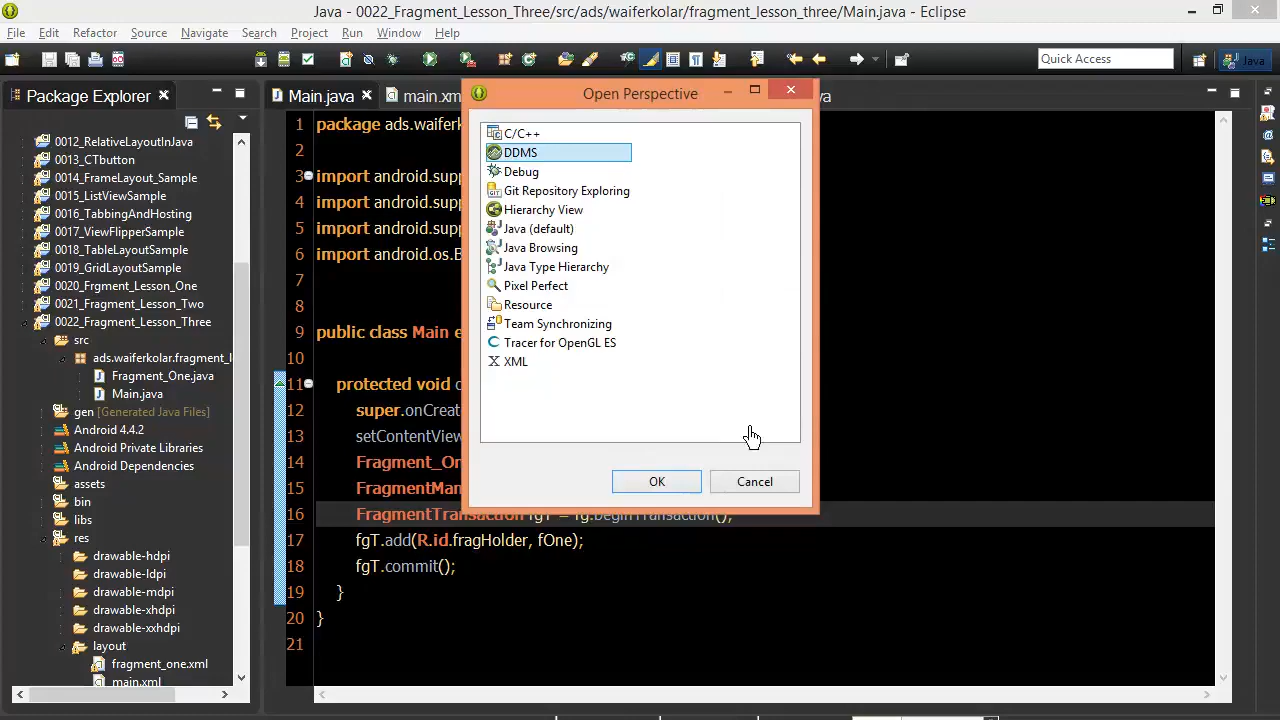 Java - 0022_Fragment_Lesson_Three/src/ads/waiferkolar/fragment_lesson_three/Main.java - Eclipse
File Edit Refactor Source Navigate Search Project Run Window Help
Quick Access
Java
Package Explorer
0012_RelativeLayoutInJava
0013_CTbutton
0014_FrameLayout_Sample
0015_ListViewSample
0016_TabbingAndHosting
0017_ViewFlipperSample
0018_TableLayoutSample
0019_GridLayoutSample
0020_Frgment_Lesson_One
0021_Fragment_Lesson_Two
0022_Fragment_Lesson_Three
src
ads.waiferkolar.fragment_l
Fragment_One.java
Main.java
gen [Generated Java Files]
Android 4.4.2
Android Private Libraries
Android Dependencies
assets
bin
libs
res
drawable-hdpi
drawable-ldpi
drawable-mdpi
drawable-xhdpi
drawable-xxhdpi
layout
fragment_one.xml
main.xml
Main.java
main.xm
va
1 package ads.waiferk
2
3 import android.supp
4 import android.supp
5 import android.supp
6 import android.os.B
7
8
9 public class Main e
10
11 protected void o
12 super.onCreat
13 setContentView
14 Fragment_On
15 FragmentMan
16 FragmentTransaction fgT = fg.beginTransaction();
17 fgT.add(R.id.fragHolder, fOne);
18 fgT.commit();
19 }
20 }
21
Open Perspective
C/C++
DDMS
Debug
Git Repository Exploring
Hierarchy View
Java (default)
Java Browsing
Java Type Hierarchy
Pixel Perfect
Resource
Team Synchronizing
Tracer for OpenGL ES
XML
OK
Cancel